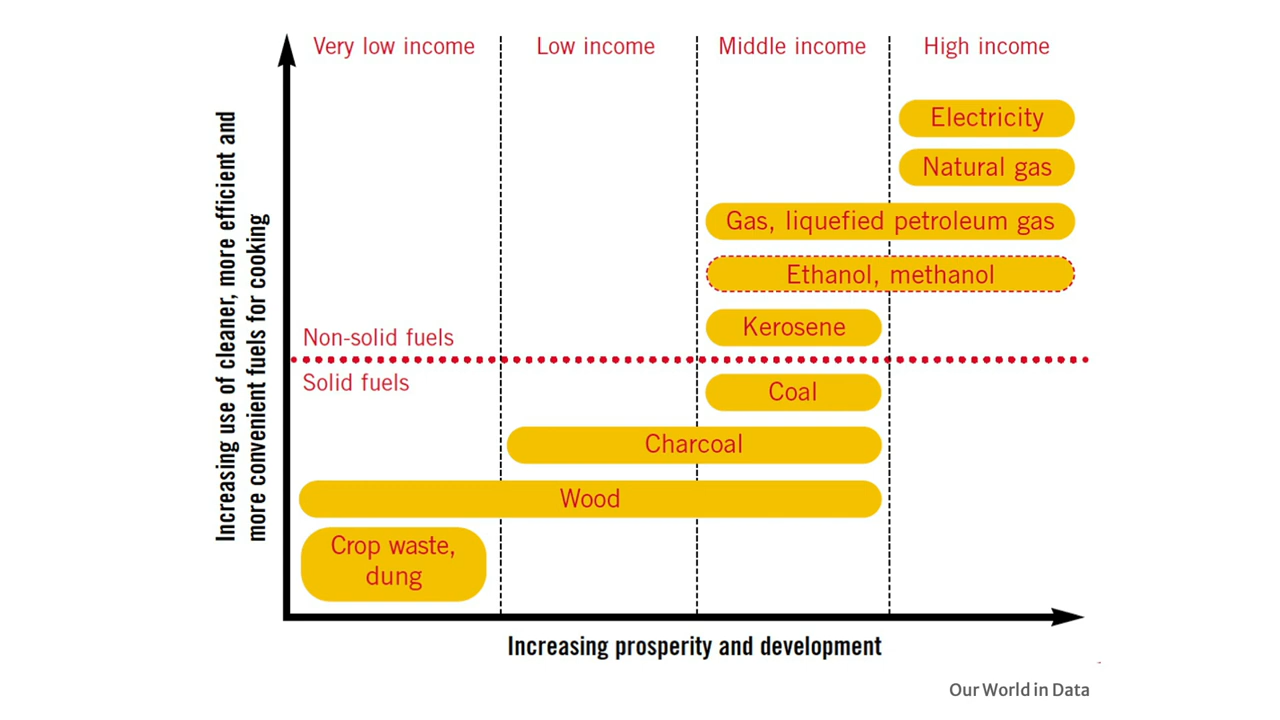 Very low income
Low income
Middle income
High income
Increasing use of cleaner, more efficient and
more convenient fuels for cooking
Electricity
Natural gas
Gas, liquefied petroleum gas
Ethanol, methanol
Kerosene
Non-solid fuels
Solid fuels
Coal
Charcoal
Wood
Crop waste,
dung
Increasing prosperity and development
Our World in Data